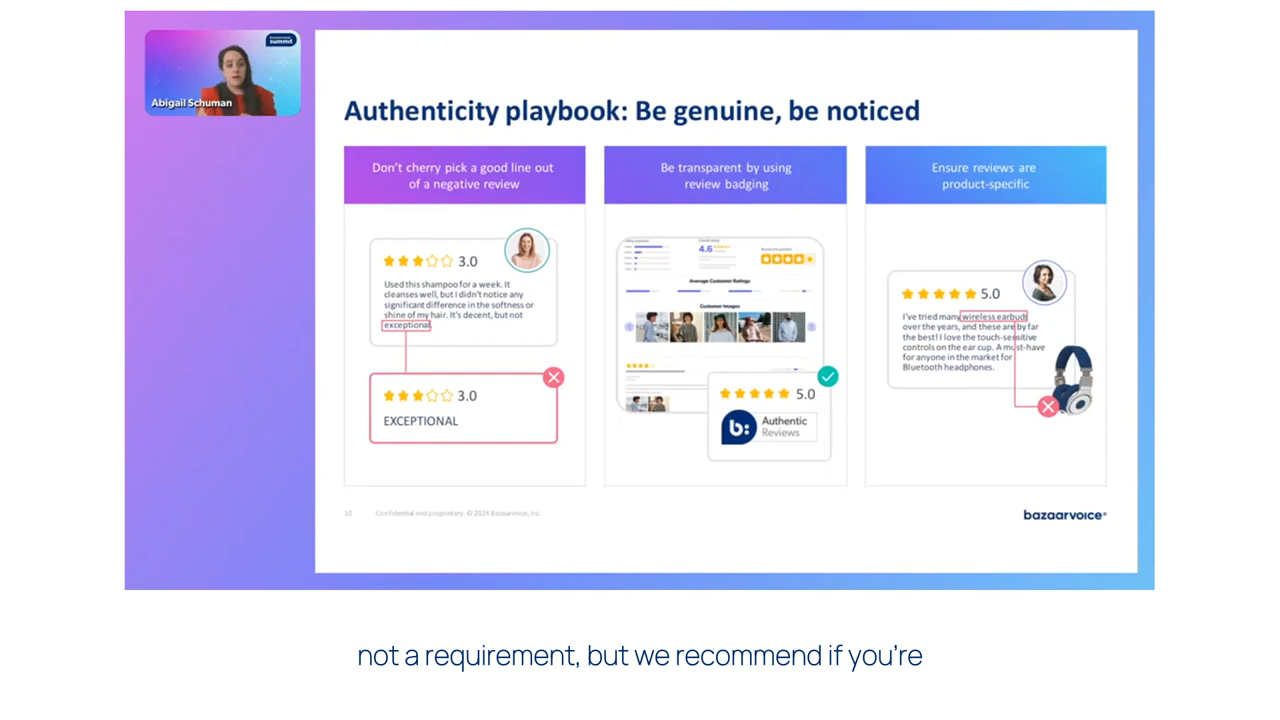 summit
Abigail Schuman
Authenticity playbook: Be genuine, be noticed
Don't cherry pick a good line out
of a negative review
3.0
Used this shampoo for a week. It
cleanses well, but I didn't notice any
significant difference in the softness or
shine of my hair. It's decent, but not
exceptional.
3.0
EXCEPTIONAL
Be transparent by using
review badging
4.6
Average Customer Ratings
Customer Images
5.0
b:
Authentic
Reviews
Ensure reviews are
product-specific
5.0
I've tried many wireless earbuds
over the years, and these are by far
the best! I love the touch-sensitive
controls on the ear cup. A must-have
for anyone in the market for
Bluetooth headphones.
10 Confidential and proprietary. © 2024 Bazaarvoice, Inc.
bazaarvoice®
not a requirement, but we recommend if you're